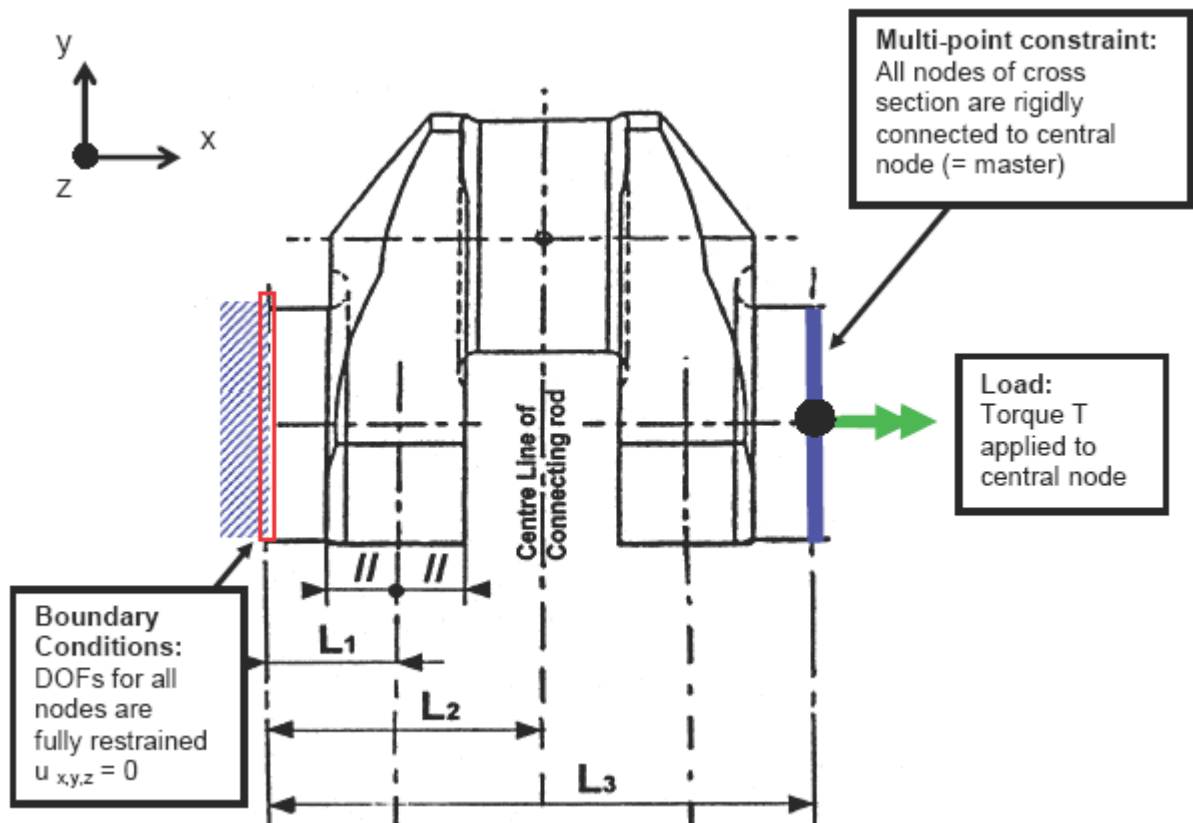 y
x
z
Multi-point constraint:
All nodes of cross
section are rigidly
connected to central
node (= master)
Load:
Torque T
applied to
central node
Centre Line of
Connecting rod
Boundary
Conditions:
DOFs for all
nodes are
fully restrained
u x,y,z = 0
// //
L1
L2
L3